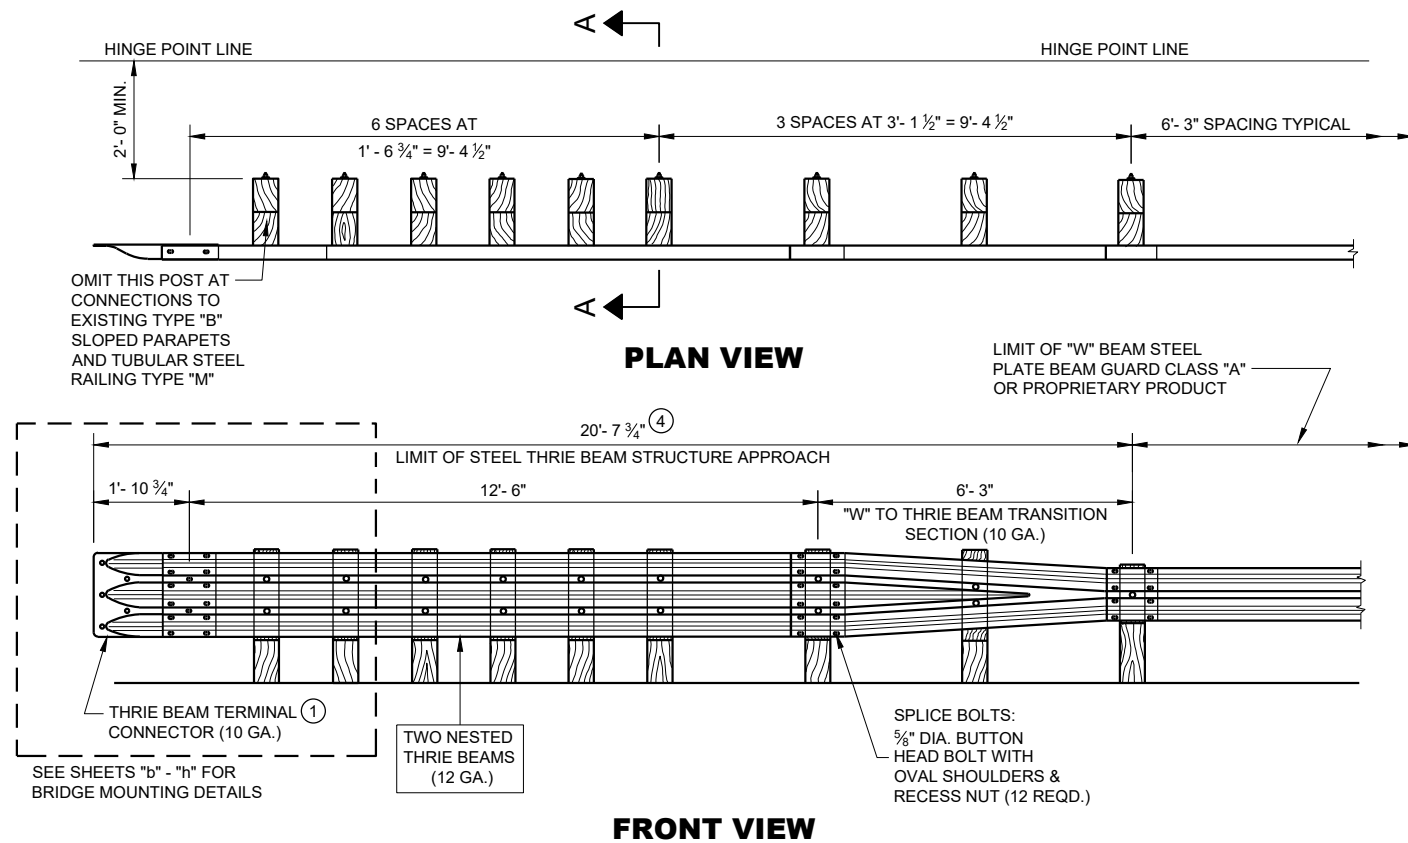 A
HINGE POINT LINE
HINGE POINT LINE
2'- 0" MIN.
6 SPACES AT
1' - 6 ¾" = 9'- 4 ½"
3 SPACES AT 3'- 1 ½" = 9'- 4 ½"
6'- 3" SPACING TYPICAL
OMIT THIS POST AT
CONNECTIONS TO
EXISTING TYPE "B"
SLOPED PARAPETS
AND TUBULAR STEEL
RAILING TYPE "M"
A
PLAN VIEW
LIMIT OF "W" BEAM STEEL
PLATE BEAM GUARD CLASS "A"
OR PROPRIETARY PRODUCT
20'- 7 ¾" 4
LIMIT OF STEEL THRIE BEAM STRUCTURE APPROACH
1'- 10 ¾"
12'- 6"
6'- 3"
"W" TO THRIE BEAM TRANSITION
SECTION (10 GA.)
THRIE BEAM TERMINAL 1
CONNECTOR (10 GA.)
TWO NESTED
THRIE BEAMS
(12 GA.)
SPLICE BOLTS:
⅝" DIA. BUTTON
HEAD BOLT WITH
OVAL SHOULDERS &
RECESS NUT (12 REQD.)
SEE SHEETS "b" - "h" FOR
BRIDGE MOUNTING DETAILS
FRONT VIEW